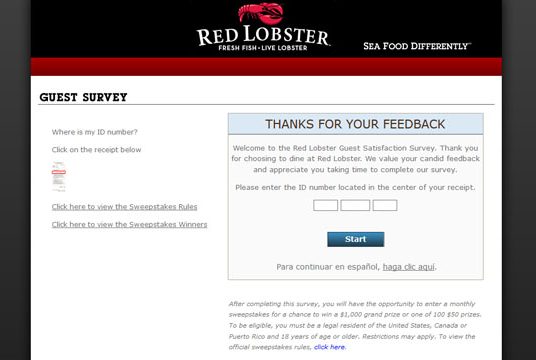 RED LOBSTER
FRESH FISH • LIVE LOBSTER
SEA FOOD DIFFERENTLY
GUEST SURVEY
Where is my ID number?
Click on the receipt below
Click here to view the Sweepstakes Rules
Click here to view the Sweepstakes Winners
THANKS FOR YOUR FEEDBACK
Welcome to the Red Lobster Guest Satisfaction Survey. Thank you
for choosing to dine at Red Lobster. We value your candid feedback
and appreciate you taking time to complete our survey.
Please enter the ID number located in the center of your receipt.
Start
Para continuar en español, haga clic aquí.
After completing this survey, you will have the opportunity to enter a monthly
sweepstakes for a chance to win a $1,000 grand prize or one of 100 $50 prizes.
To be eligible, you must be a legal resident of the United States, Canada or
Puerto Rico and 18 years of age or older. Restrictions may apply. To view the
official sweepstakes rules, click here.